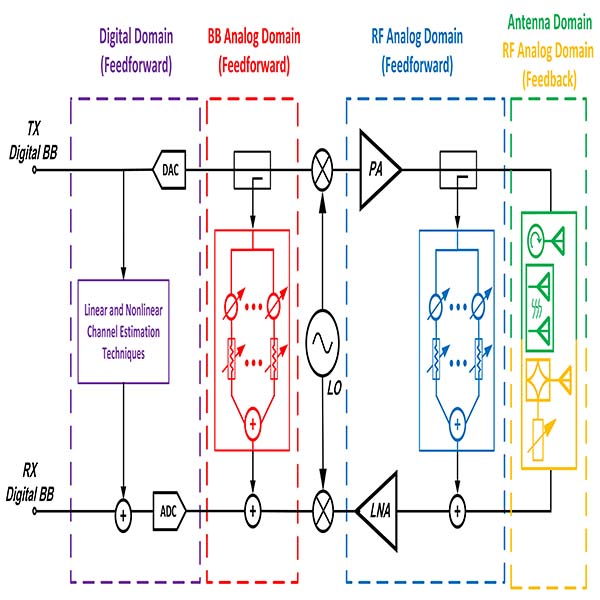 Digital Domain
(Feedforward)
BB Analog Domain
(Feedforward)
RF Analog Domain
(Feedforward)
Antenna Domain
RF Analog Domain
(Feedback)
TX
Digital BB
DAC
PA
Linear and Nonlinear
Channel Estimation
Techniques
LO
RX
Digital BB
ADC
LNA